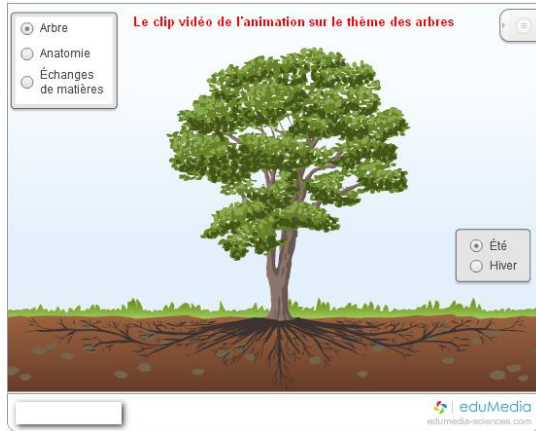 Le clip vidéo de l'animation sur le thème des arbres
Arbre
Anatomie
Échanges
de matières
Été
Hiver
eduMedia
edumedia-sciences.com